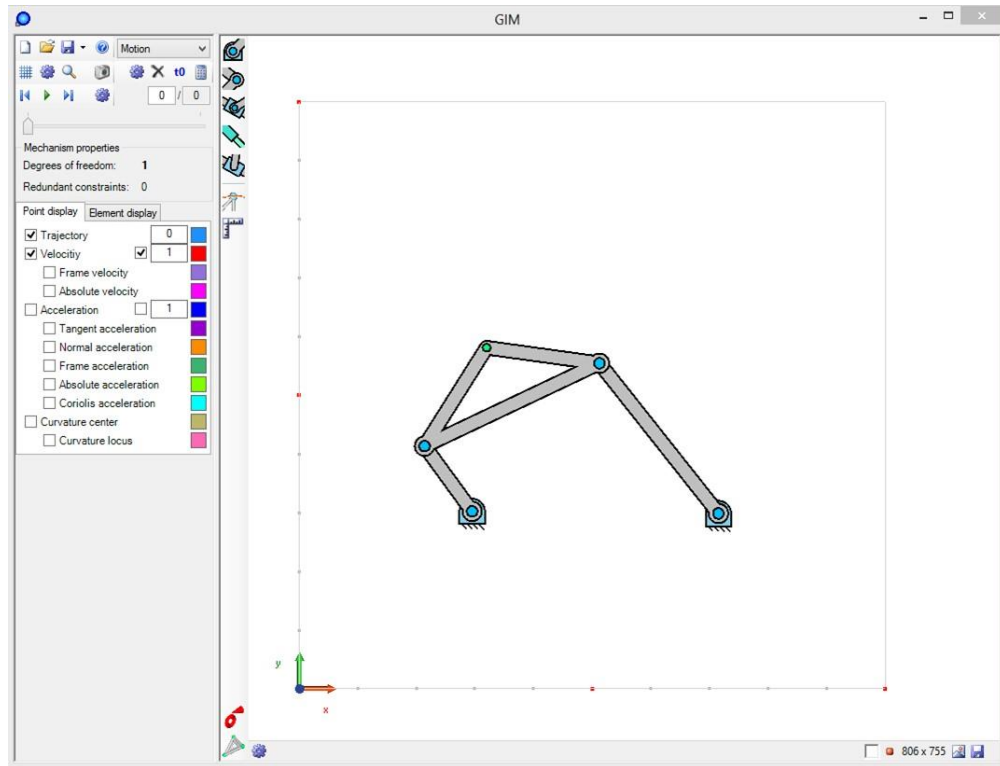 GIM
Motion
t0
0 / 0
Mechanism properties
Degrees of freedom: 1
Redundant constraints: 0
Point display Element display
Trajectory 0
Velocitiy 1
Frame velocity
Absolute velocity
Acceleration 1
Tangent acceleration
Normal acceleration
Frame acceleration
Absolute acceleration
Coriolis acceleration
Curvature center
Curvature locus
y
x
806 x 755